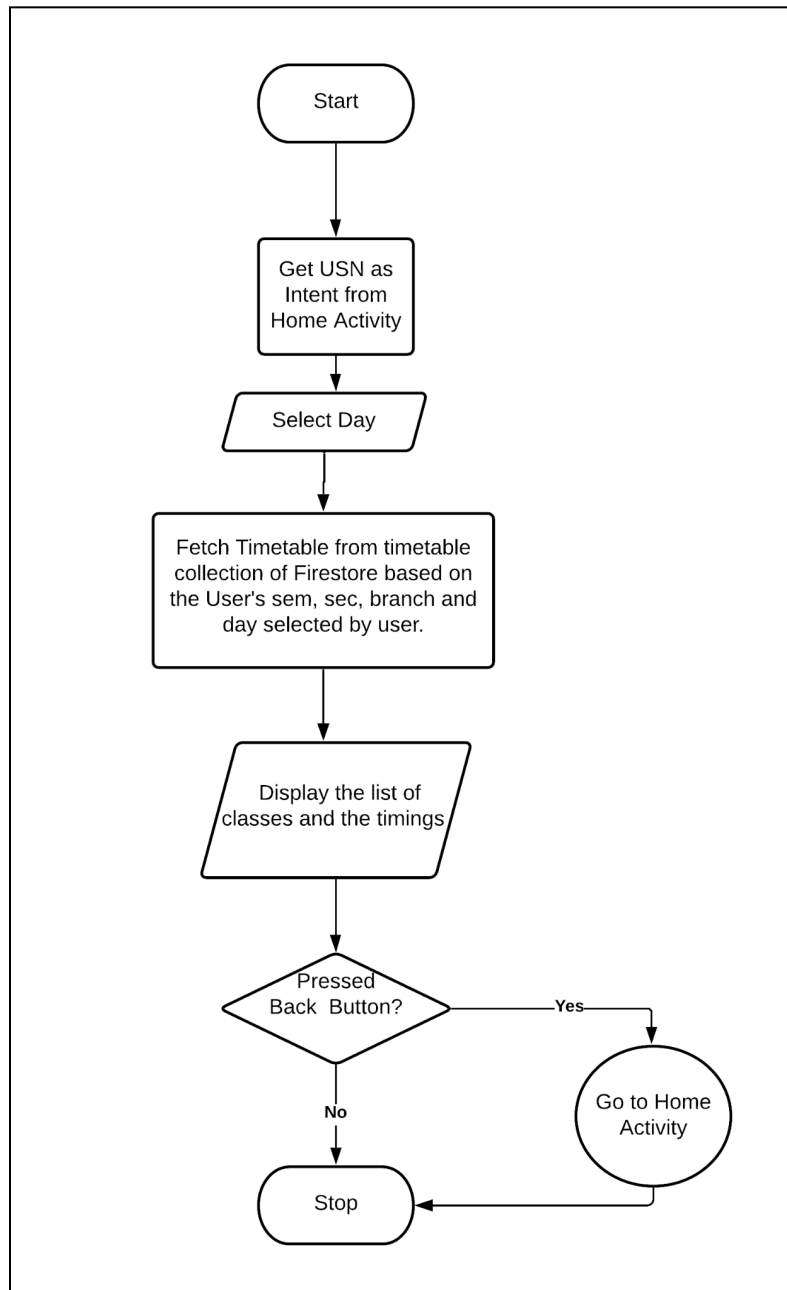 Start
Get USN as
Intent from
Home Activity
Select Day
Fetch Timetable from timetable
collection of Firestore based on
the User's sem, sec, branch and
day selected by user.
Display the list of
classes and the timings
Pressed
Back Button?
Yes
Go to Home
Activity
No
Stop